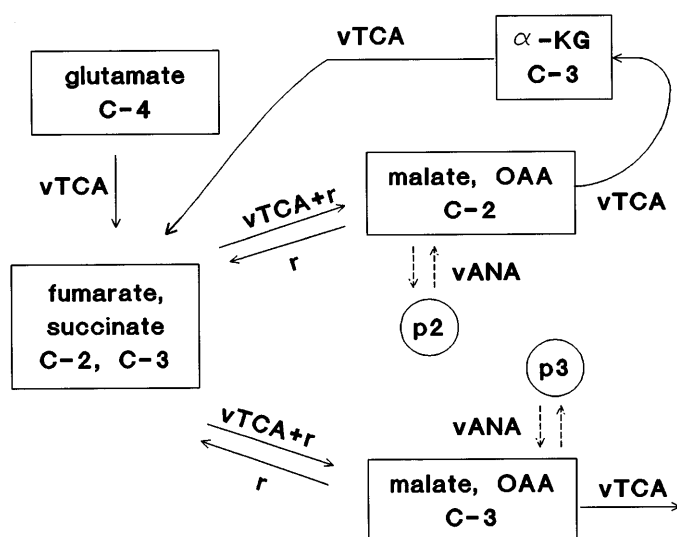 vTCA
α-KG
C-3
glutamate
C-4
vTCA
malate, OAA
C-2
vTCA
vTCA+r
r
vANA
fumarate,
succinate
C-2, C-3
p2
p3
vTCA+r
r
vANA
malate, OAA
C-3
vTCA